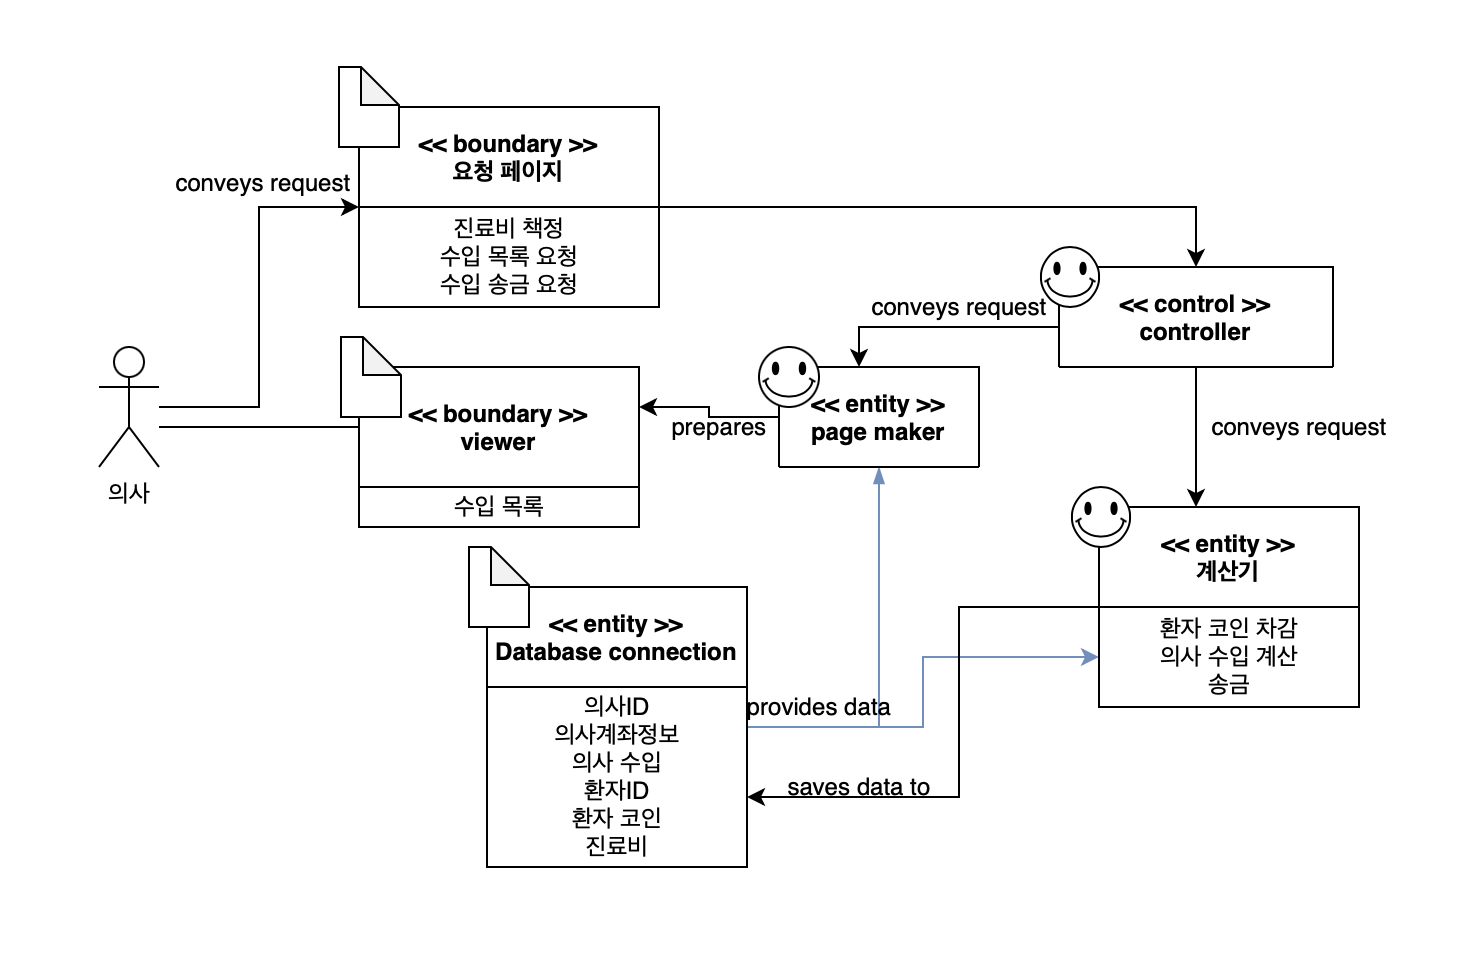 << boundary >>
요청 페이지
conveys request
진료비 책정
수입 목록 요청
수입 송금 요청
<< control >>
controller
conveys request
<< boundary >>
viewer
수입 목록
prepares
<< entity >>
page maker
conveys request
의사
<< entity >>
계산기
환자 코인 차감
의사 수입 계산
송금
<< entity >>
Database connection
의사ID
의사계좌정보
의사 수입
환자ID
환자 코인
진료비
provides data
saves data to